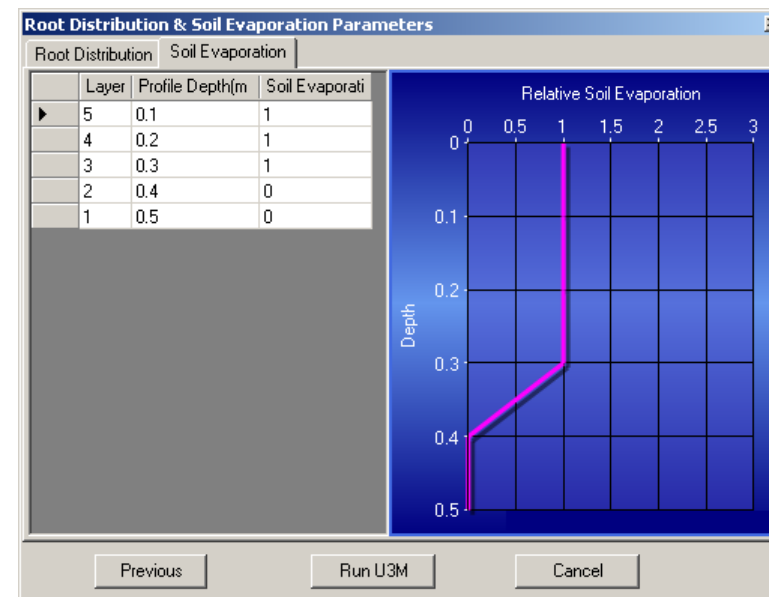 Root Distribution & Soil Evaporation Parameters
Root Distribution Soil Evaporation
Layer Profile Depth(m Soil Evaporati
5 0.1 1
4 0.2 1
3 0.3 1
2 0.4 0
1 0.5 0
Relative Soil Evaporation
0 0.5 1 1.5 2 2.5 3
0
0.1
0.2
0.3
0.4
0.5
Depth
Previous Run U3M Cancel